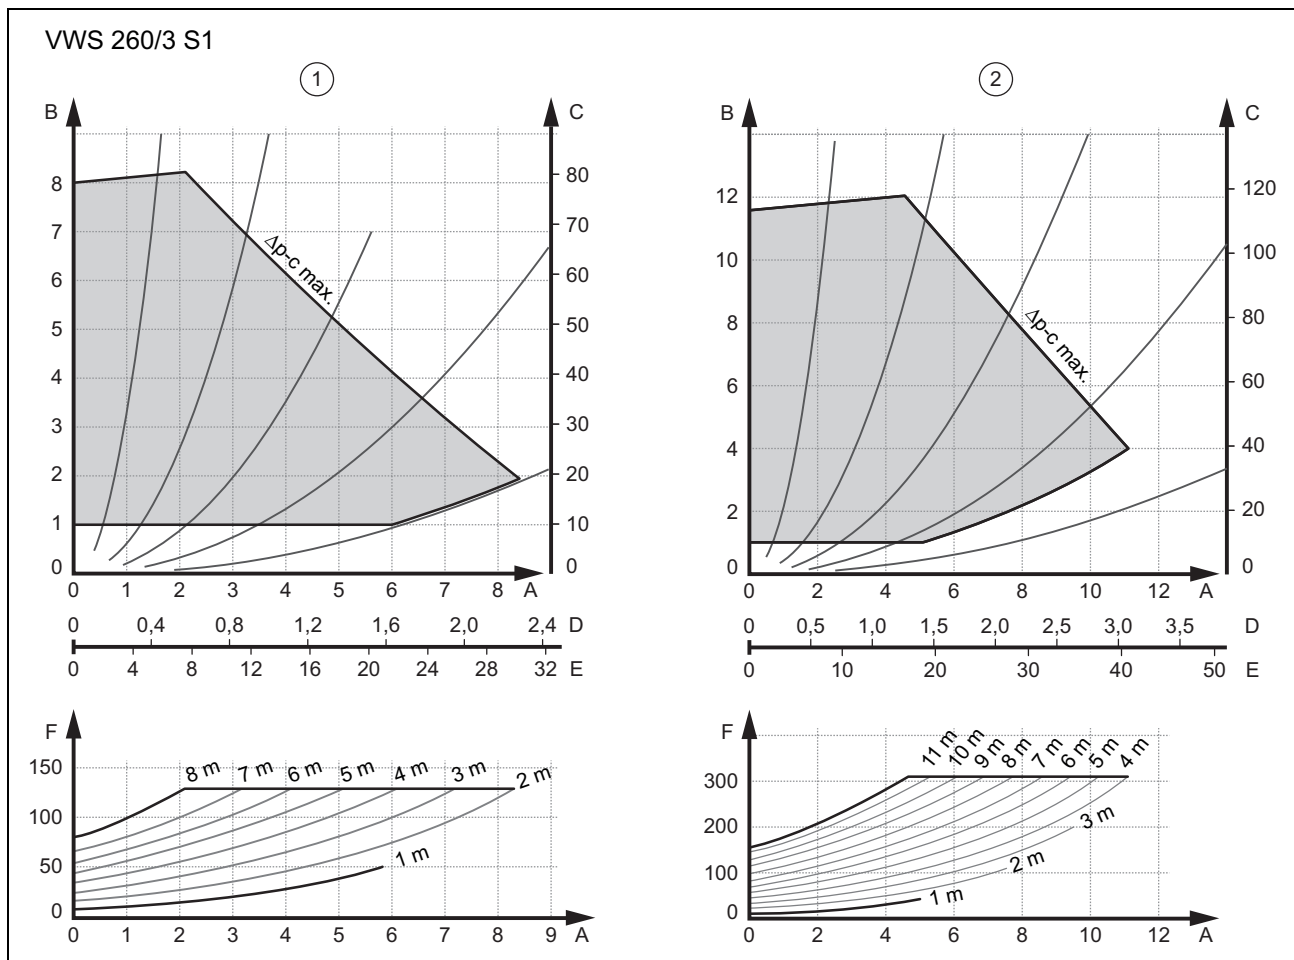 VWS 260/3 S1
1
B C
80
8
70
7
60
6
50
5
40
4
30
3
20
2
10
1
0 0
0 1 2 3 4 5 6 7 8 A
Δp-c max.
0 0,4 0,8 1,2 1,6 2,0 2,4 D
0 4 8 12 16 20 24 28 32 E
F
150
100
50
0
8 m 7 m 6 m 5 m 4 m 3 m 2 m
1 m
0 1 2 3 4 5 6 7 8 9 A
2
B C
120
12
100
10
80
8
60
6
40
4
20
2
0 0
0 2 4 6 8 10 12 A
Δp-c max.
0 0,5 1,0 1,5 2,0 2,5 3,0 3,5 D
0 10 20 30 40 50 E
F
300
200
100
0
11 m 10 m 9 m 8 m 7 m 6 m 5 m 4 m
3 m
2 m
1 m
0 2 4 6 8 10 12 A